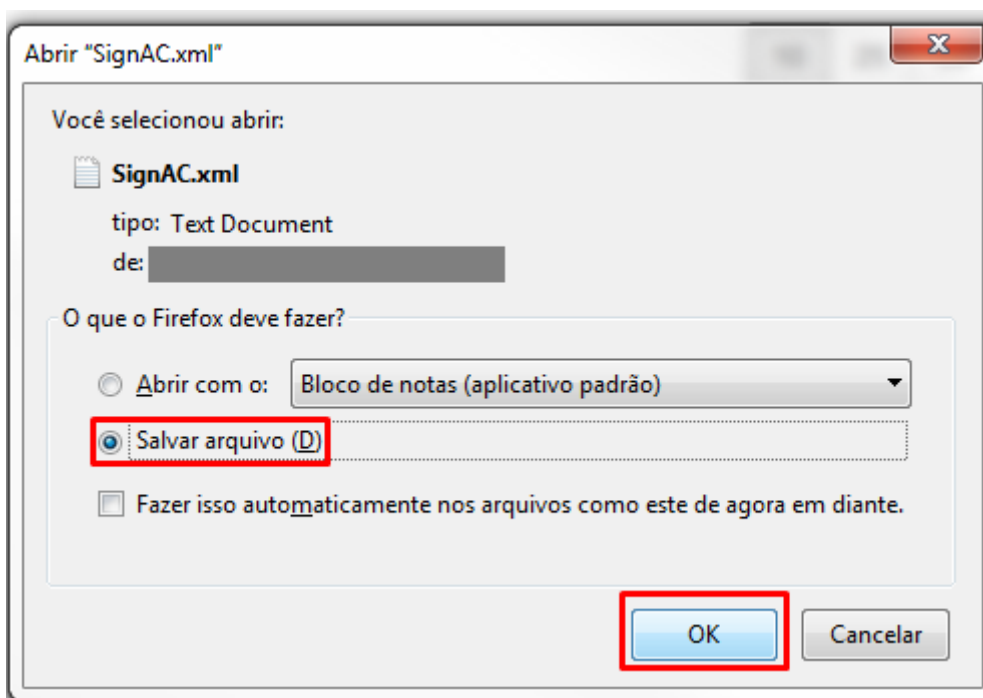 Abrir "SignAC.xml"
Você selecionou abrir:
SignAC.xml
tipo: Text Document
de:
O que o Firefox deve fazer?
Abrir com o: Bloco de notas (aplicativo padrão)
Salvar arquivo (D)
Fazer isso automaticamente nos arquivos como este de agora em diante.
OK Cancelar